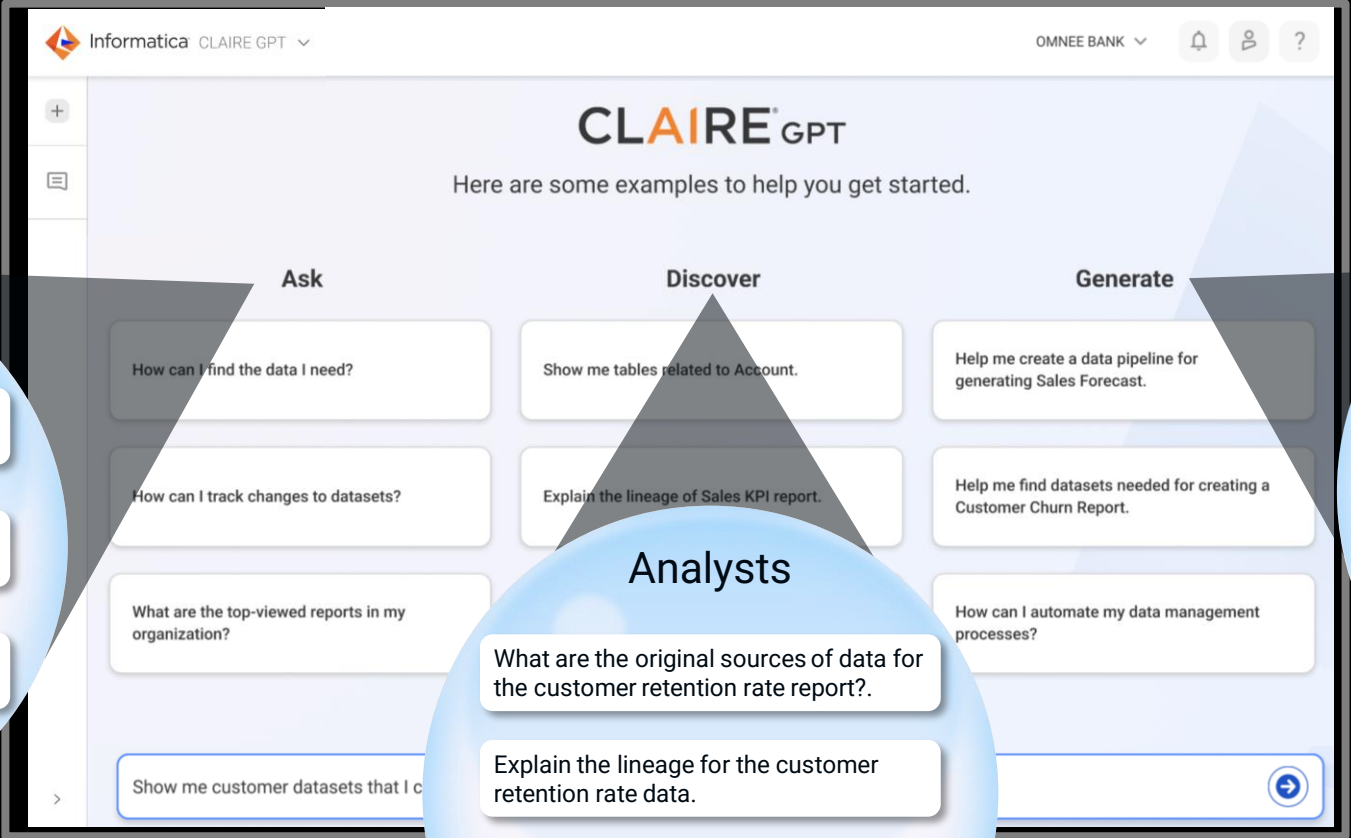 Informatica CLAIRE GPT
OMNEE BANK
?
CLAIRE® GPT
Here are some examples to help you get started.
Ask
How can I find the data I need?
How can I track changes to datasets?
What are the top-viewed reports in my
organization?
Discover
Show me tables related to Account.
Explain the lineage of Sales KPI report.
Generate
Help me create a data pipeline for
generating Sales Forecast.
Help me find datasets needed for creating a
Customer Churn Report.
How can I automate my data management
processes?
Analysts
What are the original sources of data for
the customer retention rate report?.
Explain the lineage for the customer
retention rate data.
Show me customer datasets that I c